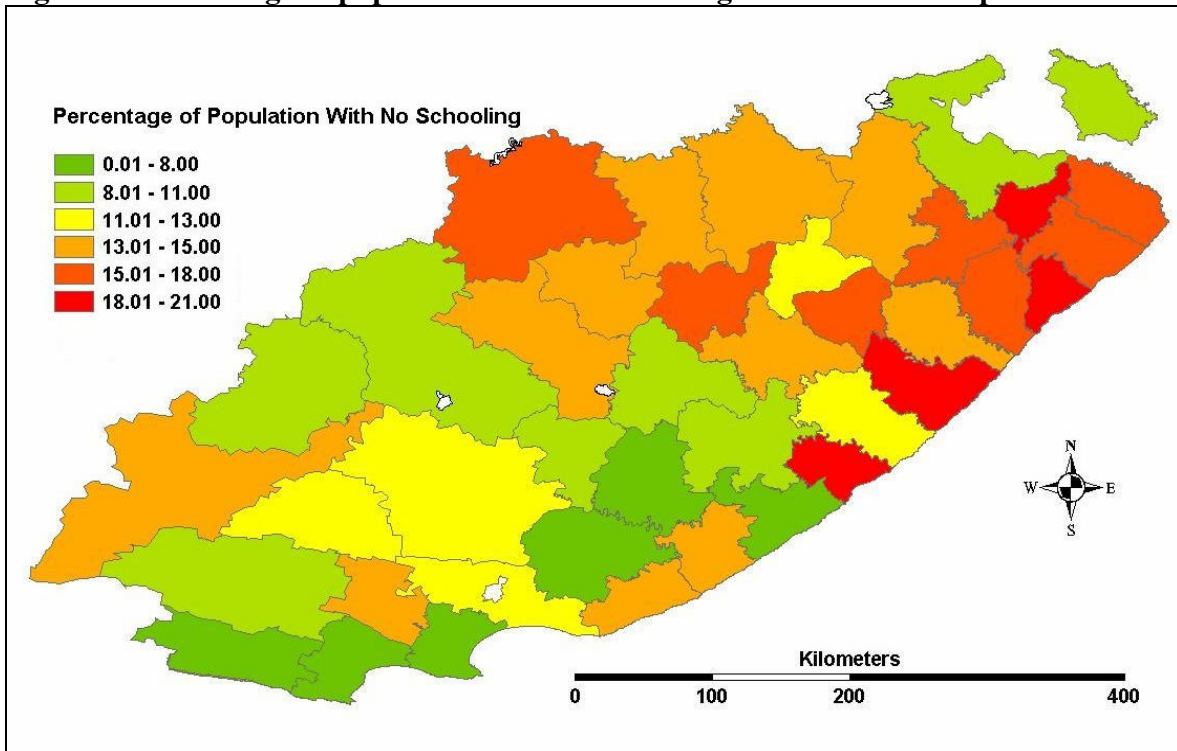 Percentage of Population With No Schooling
0.01 - 8.00
8.01 - 11.00
11.01 - 13.00
13.01 - 15.00
15.01 - 18.00
18.01 - 21.00
N
W E
S
Kilometers
0 100 200 400